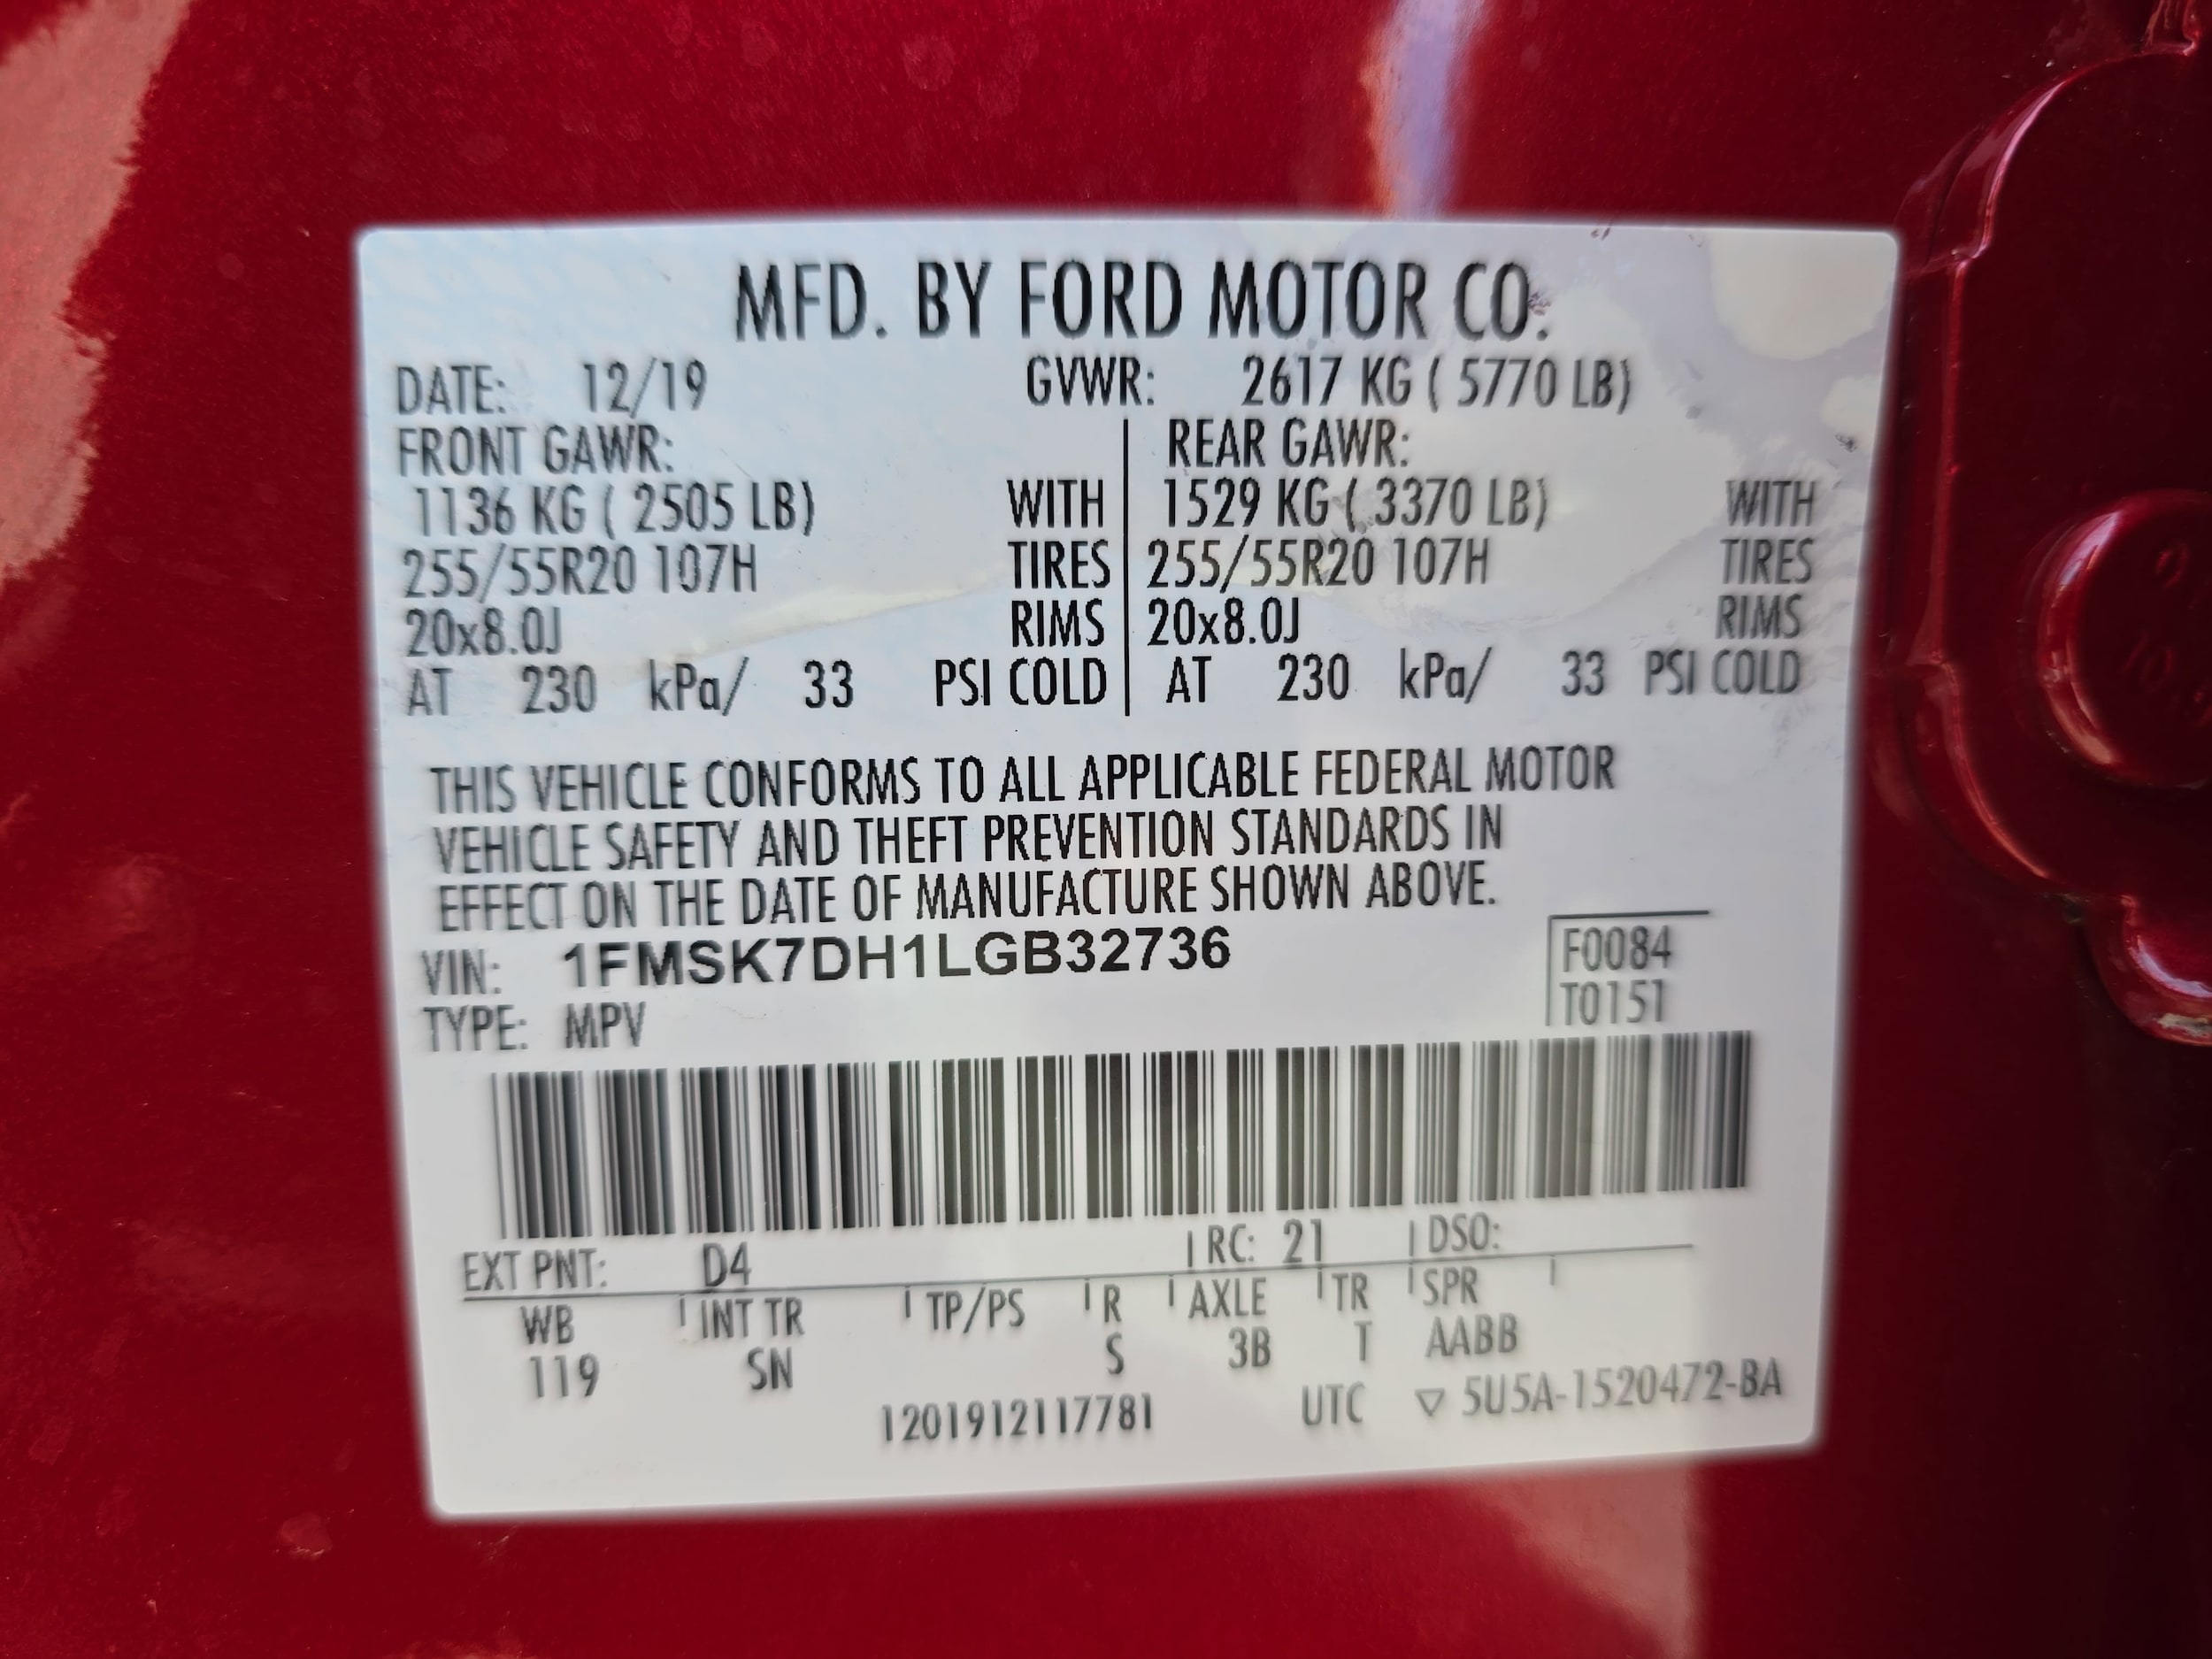 MFD. BY FORD MOTOR CO.
DATE: 12/19 GVWR: 2617 KG ( 5770 LB)
FRONT GAWR: REAR GAWR:
1136 KG ( 2505 LB) WITH 1529 KG ( 3370 LB) WITH
255/55R20 107H TIRES 255/55R20 107H TIRES
20x8.0J RIMS 20x8.0J RIMS
AT 230 kPa/ 33 PSI COLD AT 230 kPa/ 33 PSI COLD
THIS VEHICLE CONFORMS TO ALL APPLICABLE FEDERAL MOTOR
VEHICLE SAFETY AND THEFT PREVENTION STANDARDS IN
EFFECT ON THE DATE OF MANUFACTURE SHOWN ABOVE.
VIN: 1FMSK7DH1LGB32736 F0084
TYPE: MPV T0151
EXT PNT: D4 RC: 21 DSO:
WB INT TR TP/PS R AXLE TR SPR
119 SN S 3B T AABB
1201912117781 UTC ▽ 5U5A-1520472-BA